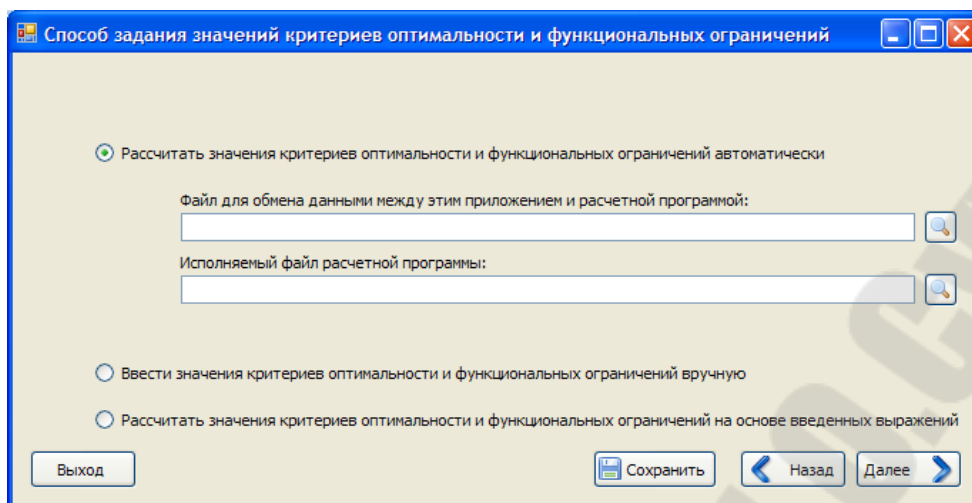 Способ задания значений критериев оптимальности и функциональных ограничений
Рассчитать значения критериев оптимальности и функциональных ограничений автоматически
Файл для обмена данными между этим приложением и расчетной программой:
Исполняемый файл расчетной программы:
Ввести значения критериев оптимальности и функциональных ограничений вручную
Рассчитать значения критериев оптимальности и функциональных ограничений на основе введенных выражений
Выход
Сохранить
Назад
Далее